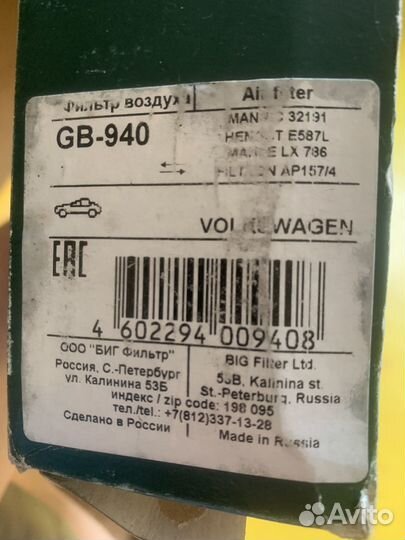 Фильтр воздуха Air filter
GB-940
MANN C 32191
HENGST E587L
MAHLE LX 786
FILTRON AP157/4
VOLKSWAGEN
EAC
4 602294 009408
ООО "БИГ Фильтр"
Россия, С.-Петербург
ул. Калинина 53Б
индекс / zip code: 198 095
тел./tel.: +7(812)337-13-28
Сделано в России
BIG Filter Ltd.
53B, Kalinina st.
St.-Peterburg, Russia
Made in Russia
Avito